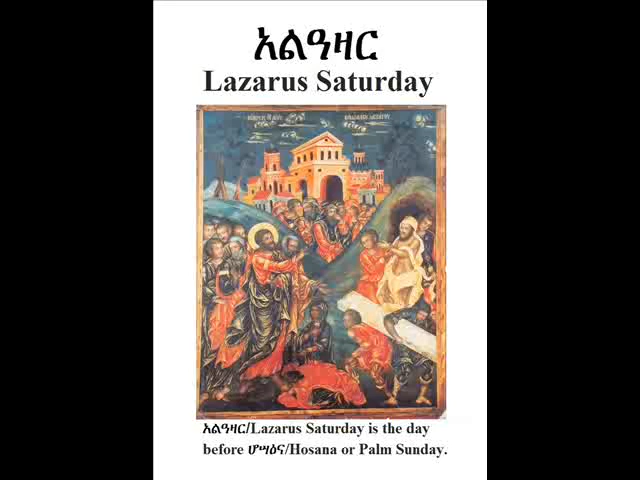 አልዓዛር
Lazarus Saturday
አልዓዛር/Lazarus Saturday is the day
before ሆሣዕና/Hosana or Palm Sunday.